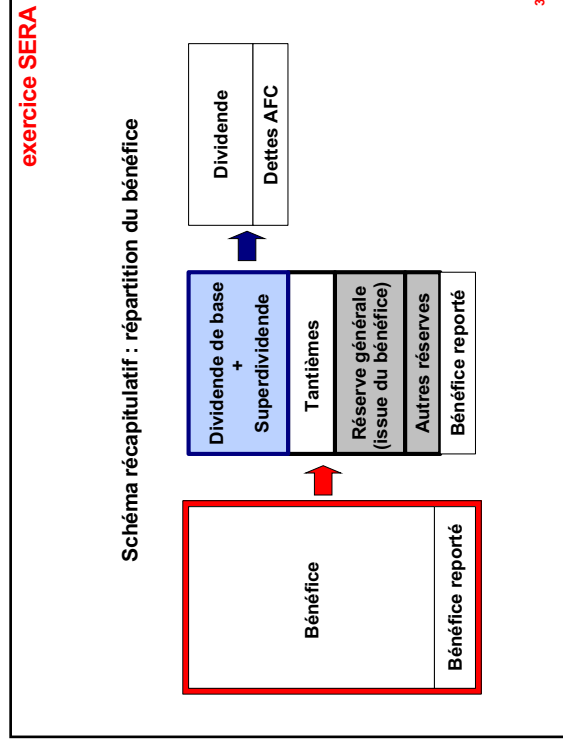 exercice SERA
Schéma récapitulatif : répartition du bénéfice
Bénéfice
Bénéfice reporté
Dividende de base
+
Superdividende
Tantièmes
Réserve générale
(issue du bénéfice)
Autres réserves
Bénéfice reporté
Dividende
Dettes AFC
3